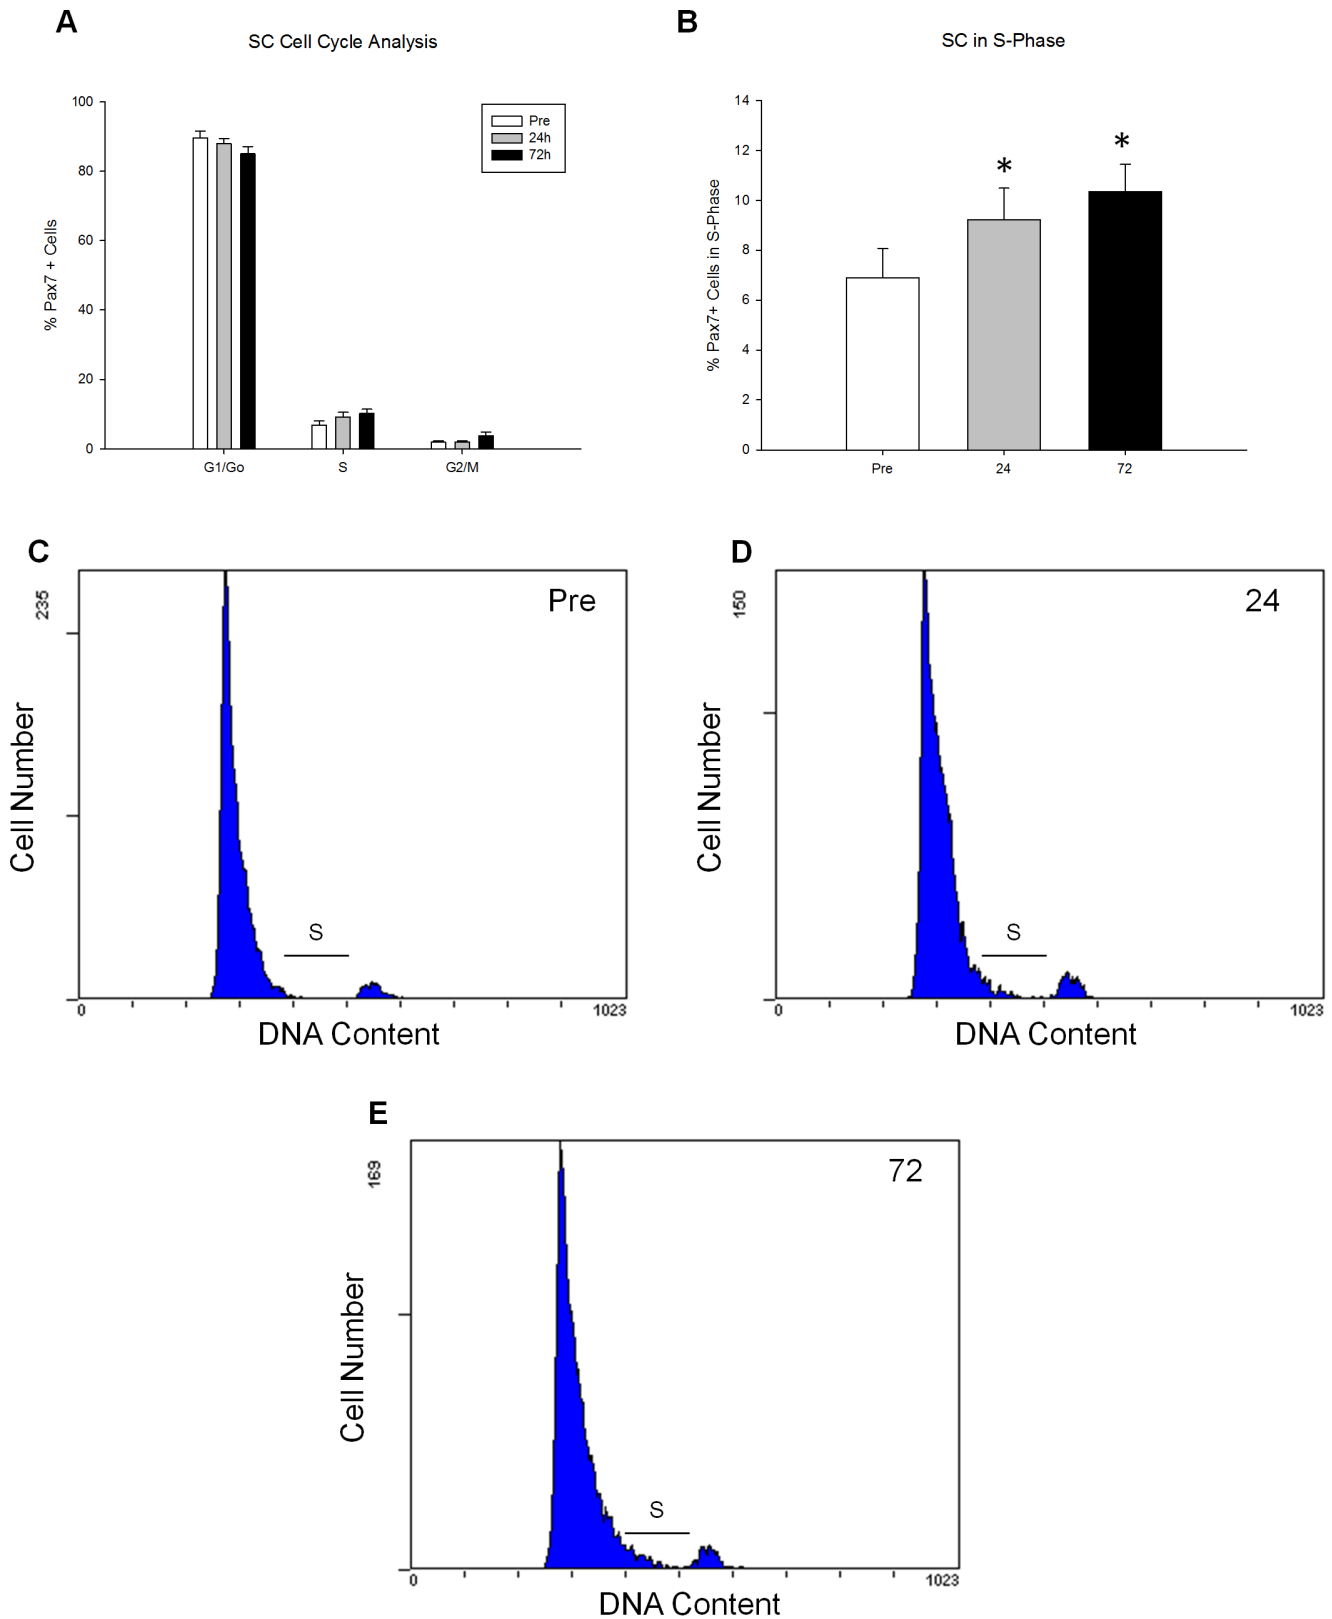 A
SC Cell Cycle Analysis
100
80
60
40
20
0
% Pax7 + Cells
Pre
24h
72h
G1/Go
S
G2/M
B
SC in S-Phase
14
12
10
8
6
4
2
0
% Pax7+ Cells in S-Phase
*
*
Pre
24
72
C
235
Pre
Cell Number
S
0
1023
DNA Content
D
150
24
Cell Number
S
0
1023
DNA Content
E
169
72
Cell Number
S
0
1023
DNA Content